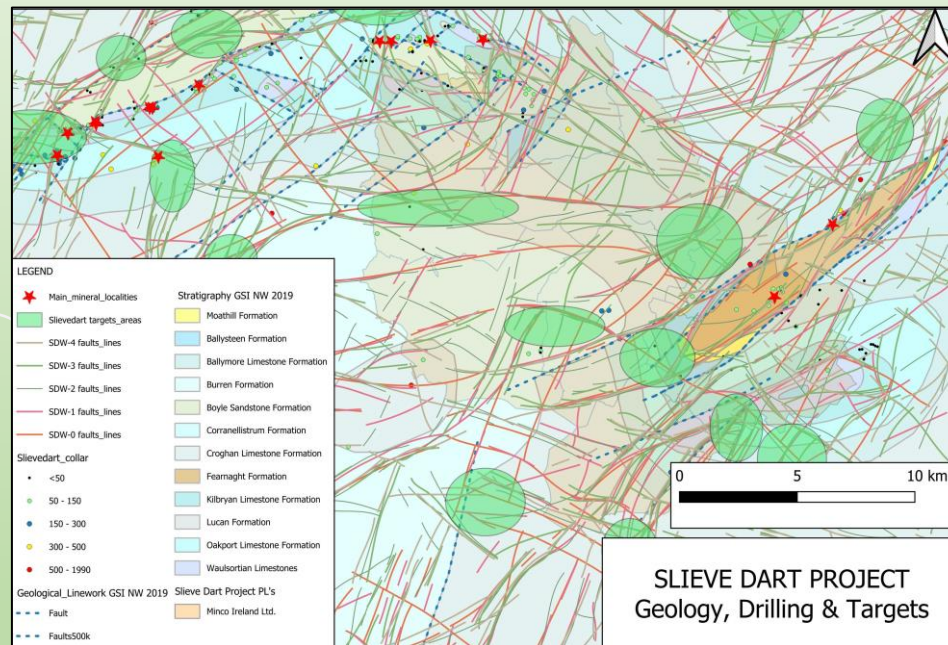 LEGEND
Main_mineral_localities
Slievedart targets_areas
SDW-4 faults_lines
SDW-3 faults_lines
SDW-2 faults_lines
SDW-1 faults_lines
SDW-0 faults_lines
Slievedart_collar
<50
50 - 150
150 - 300
300 - 500
500 - 1990
Geological_Linework GSI NW 2019
Fault
Faults500k
Stratigraphy GSI NW 2019
Moathill Formation
Ballysteen Formation
Ballymore Limestone Formation
Burren Formation
Boyle Sandstone Formation
Corranellistrum Formation
Croghan Limestone Formation
Fearnaght Formation
Kilbryan Limestone Formation
Lucan Formation
Oakport Limestone Formation
Waulsortian Limestones
Slieve Dart Project PL's
Minco Ireland Ltd.
0 5 10 km
SLIEVE DART PROJECT
Geology, Drilling & Targets